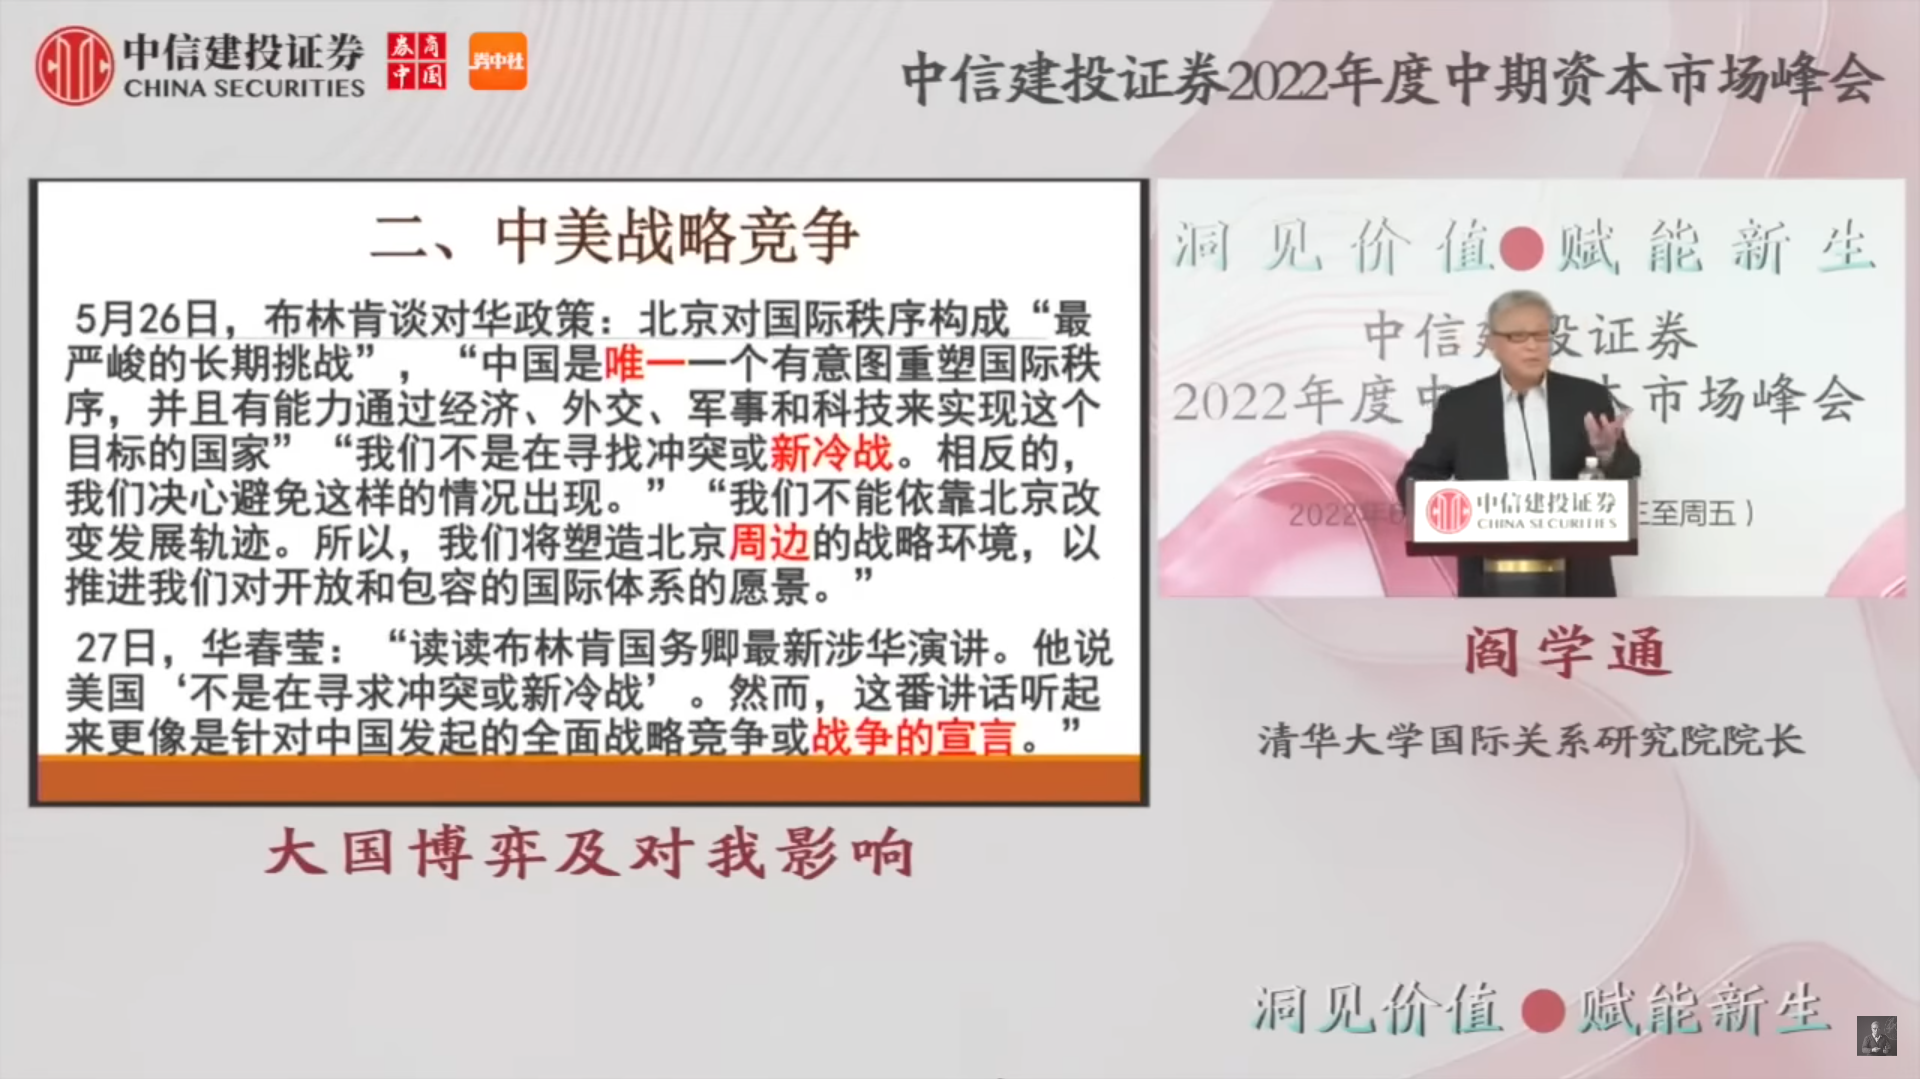 中信建投证券
CHINA SECURITIES
券商
中国
券中社
中信建投证券2022年度中期资本市场峰会
二、中美战略竞争
5月26日，布林肯谈对华政策：北京对国际秩序构成“最
严峻的长期挑战”，“中国是唯一一个有意图重塑国际秩
序，并且有能力通过经济、外交、军事和科技来实现这个
目标的国家”“我们不是在寻找冲突或新冷战。相反的，
我们决心避免这样的情况出现。”“我们不能依靠北京改
变发展轨迹。所以，我们将塑造北京周边的战略环境，以
推进我们对开放和包容的国际体系的愿景。”
27日，华春莹：“读读布林肯国务卿最新涉华演讲。他说
美国‘不是在寻求冲突或新冷战’。然而，这番讲话听起
来更像是针对中国发起的全面战略竞争或战争的宣言。”
大国博弈及对我影响
洞见价值●赋能新生
中信建投证券
2022年度中 本市场峰会
2022年6 至周五）
中信建投证券
CHINA SECURITIES
阎学通
清华大学国际关系研究院院长
洞见价值●赋能新生